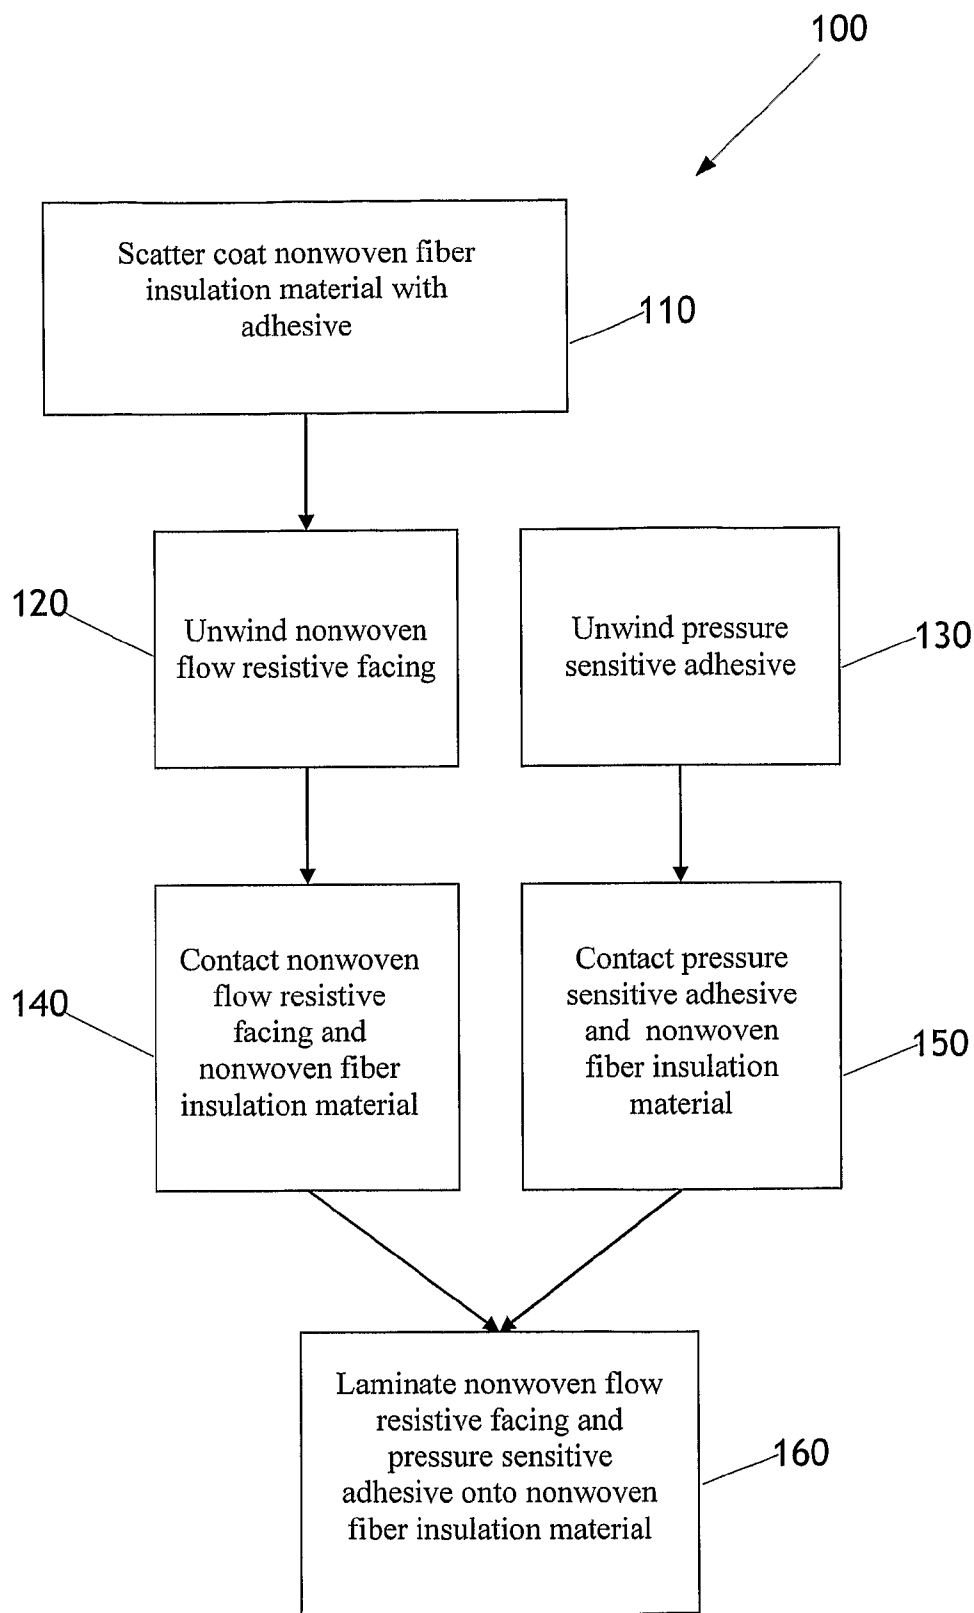 100
Scatter coat nonwoven fiber
insulation material with
adhesive
110
120
Unwind nonwoven
flow resistive facing
Unwind pressure
sensitive adhesive
130
140
Contact nonwoven
flow resistive
facing and
nonwoven fiber
insulation material
Contact pressure
sensitive adhesive
and nonwoven
fiber insulation
material
150
Laminate nonwoven flow
resistive facing and
pressure sensitive
adhesive onto nonwoven
fiber insulation material
160